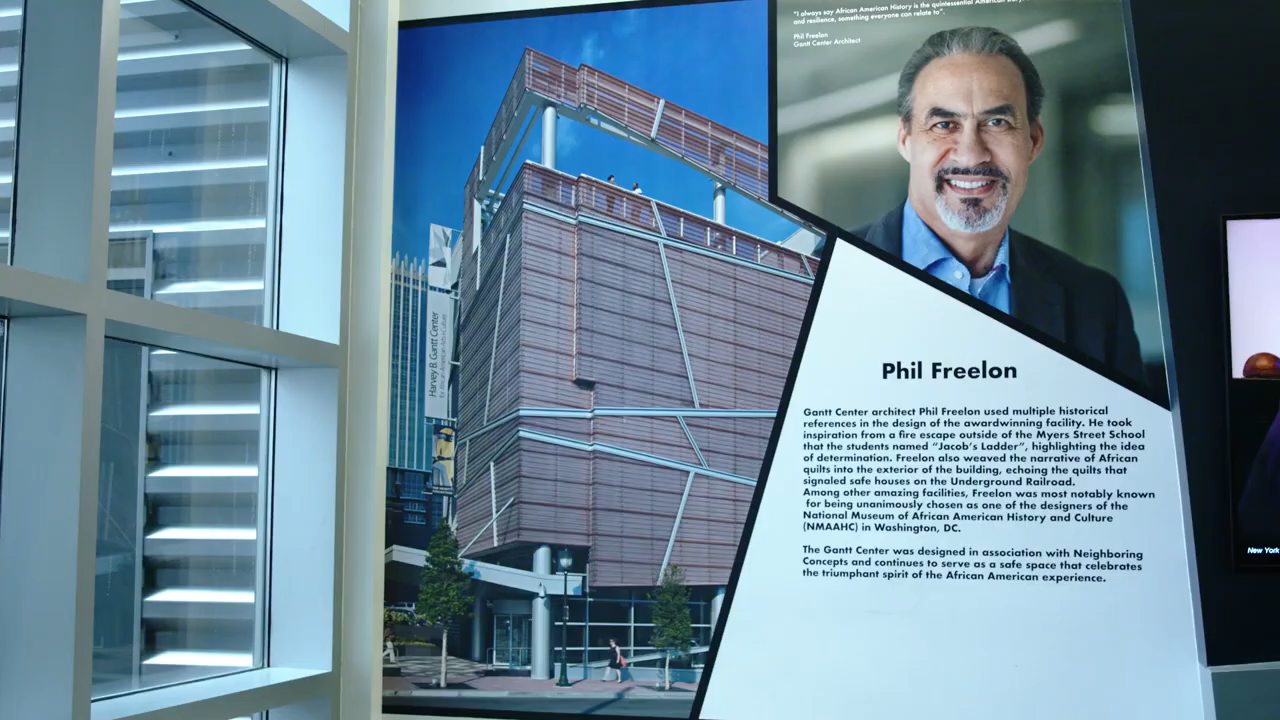 "I always say African American History is the quintessential American
and resilience, something everyone can relate to".
Phil Freelon
Gantt Center Architect
Harvey B. Gantt Center
for African-American Arts + Culture
Phil Freelon
Gantt Center architect Phil Freelon used multiple historical
references in the design of the awardwinning facility. He took
inspiration from a fire escape outside of the Myers Street School
that the students named "Jacob's Ladder", highlighting the idea
of determination. Freelon also weaved the narrative of African
quilts into the exterior of the building, echoing the quilts that
signaled safe houses on the Underground Railroad.
Among other amazing facilities, Freelon was most notably known
for being unanimously chosen as one of the designers of the
National Museum of African American History and Culture
(NMAAHC) in Washington, DC.
The Gantt Center was designed in association with Neighboring
Concepts and continues to serve as a safe space that celebrates
the triumphant spirit of the African American experience.
New York